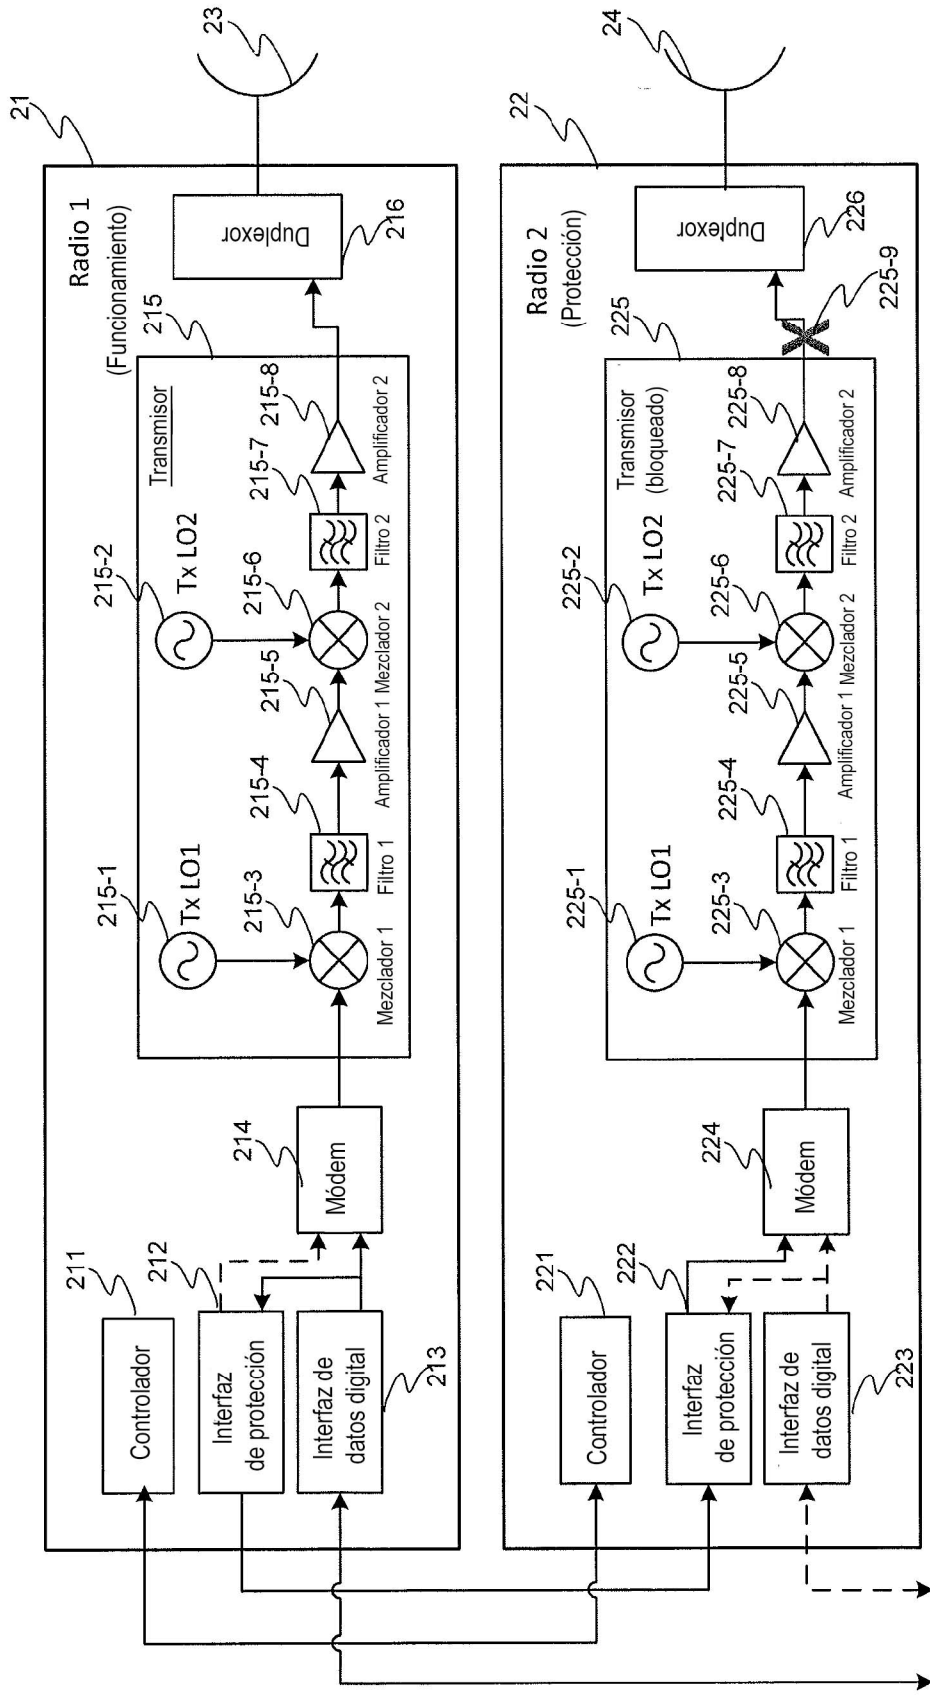 21
Radio 1
(Funcionamiento)
23
211
Controlador
212
Interfaz
de protección
Interfaz de
datos digital
213
214
Módem
215
Transmisor
215-1
Tx LO1
215-2
Tx LO2
215-3
Mezclador 1
215-4
Filtro 1
215-5
Amplificador 1
215-6
Mezclador 2
215-7
Filtro 2
215-8
Amplificador 2
Duplexor
216
22
Radio 2
(Protección)
24
221
Controlador
222
Interfaz
de protección
Interfaz de
datos digital
223
224
Módem
225
Transmisor
(bloqueado)
225-1
Tx LO1
225-2
Tx LO2
225-3
Mezclador 1
225-4
Filtro 1
225-5
Amplificador 1
225-6
Mezclador 2
225-7
Filtro 2
225-8
Amplificador 2
225-9
Duplexor
226